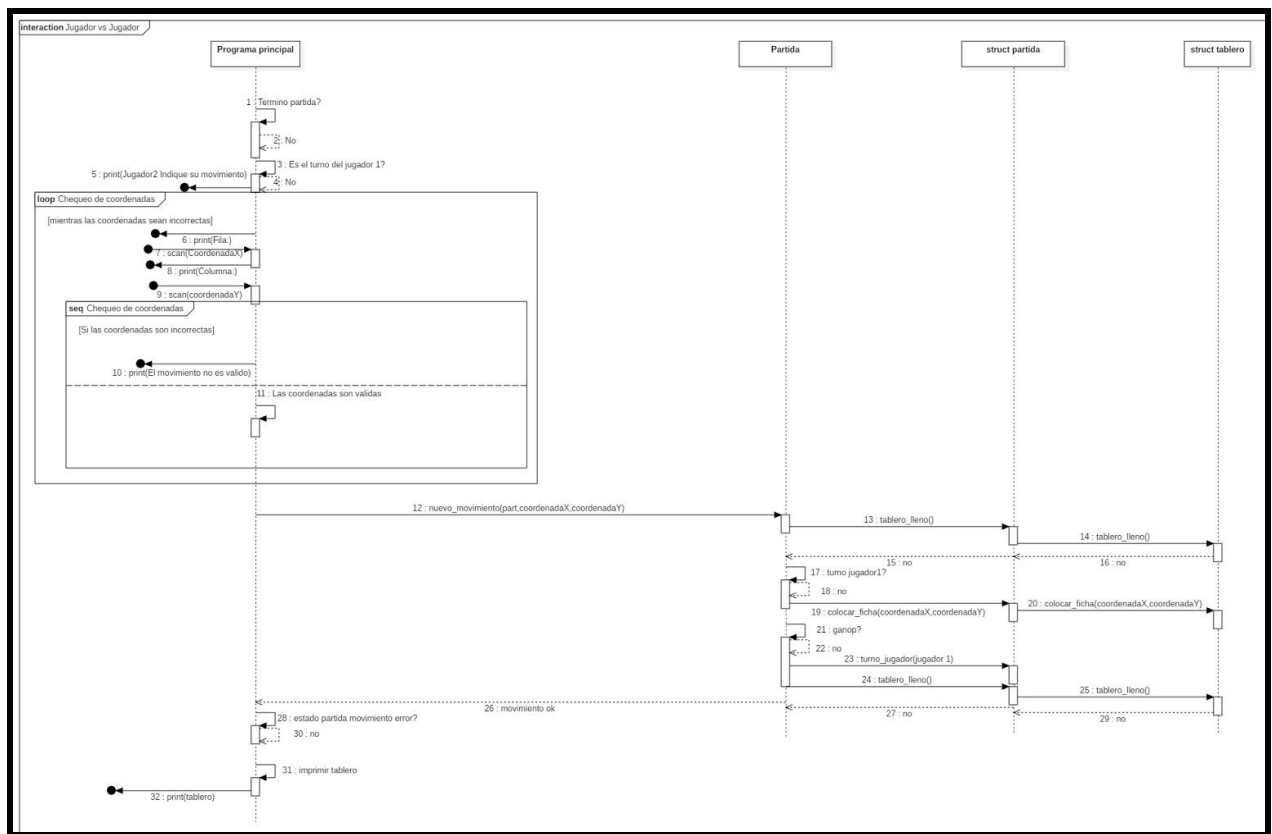 interaction Jugador vs Jugador
Programa principal
Partida
struct partida
struct tablero
1 : Termino partida?
2 : No
3 : Es el turno del jugador 1?
4 : No
5 : print(Jugador2 Indique su movimiento)
loop Chequeo de coordenadas
[mientras las coordenadas sean incorrectas]
6 : print(Fila:)
7 : scan(CoordenadaX)
8 : print(Columna:)
9 : scan(coordenadaY)
seq Chequeo de coordenadas
[Si las coordenadas son incorrectas]
10 : print(El movimiento no es valido)
11 : Las coordenadas son validas
12 : nuevo_movimiento(part,coordenadaX,coordenadaY)
13 : tablero_lleno()
14 : tablero_lleno()
15 : no
16 : no
17 : turno jugador1?
18 : no
19 : colocar_ficha(coordenadaX,coordenadaY)
20 : colocar_ficha(coordenadaX,coordenadaY)
21 : ganop?
22 : no
23 : turno_jugador(jugador 1)
24 : tablero_lleno()
25 : tablero_lleno()
26 : movimiento ok
27 : no
28 : estado partida movimiento error?
29 : no
30 : no
31 : imprimir tablero
32 : print(tablero)